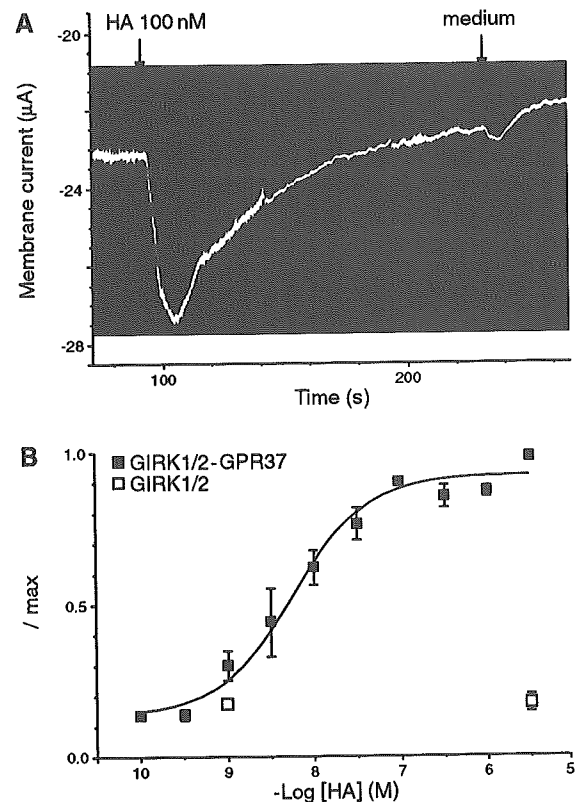 A
HA 100 nM
medium
-20
-24
-28
Membrane current (μA)
100
200
Time (s)
B
GIRK1/2-GPR37
GIRK1/2
1.0
0.5
0.0
/ max
10
9
8
7
6
5
-Log [HA] (M)